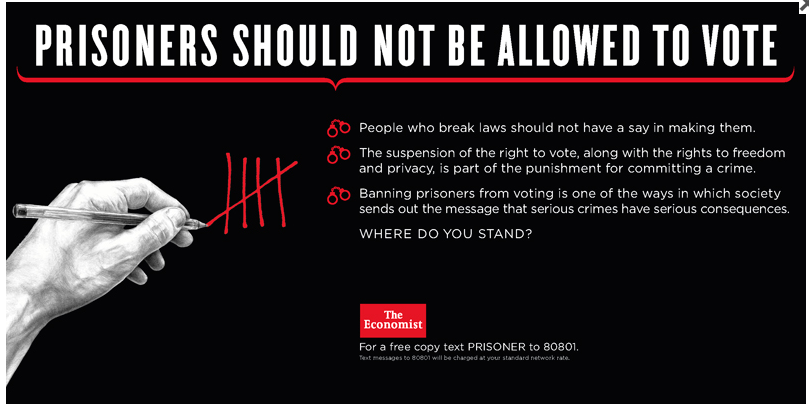 PRISONERS SHOULD NOT BE ALLOWED TO VOTE
People who break laws should not have a say in making them.
The suspension of the right to vote, along with the rights to freedom
and privacy, is part of the punishment for committing a crime.
Banning prisoners from voting is one of the ways in which society
sends out the message that serious crimes have serious consequences.
WHERE DO YOU STAND?
The
Economist
For a free copy text PRISONER to 80801.
Text messages to 80801 will be charged at your standard network rate.